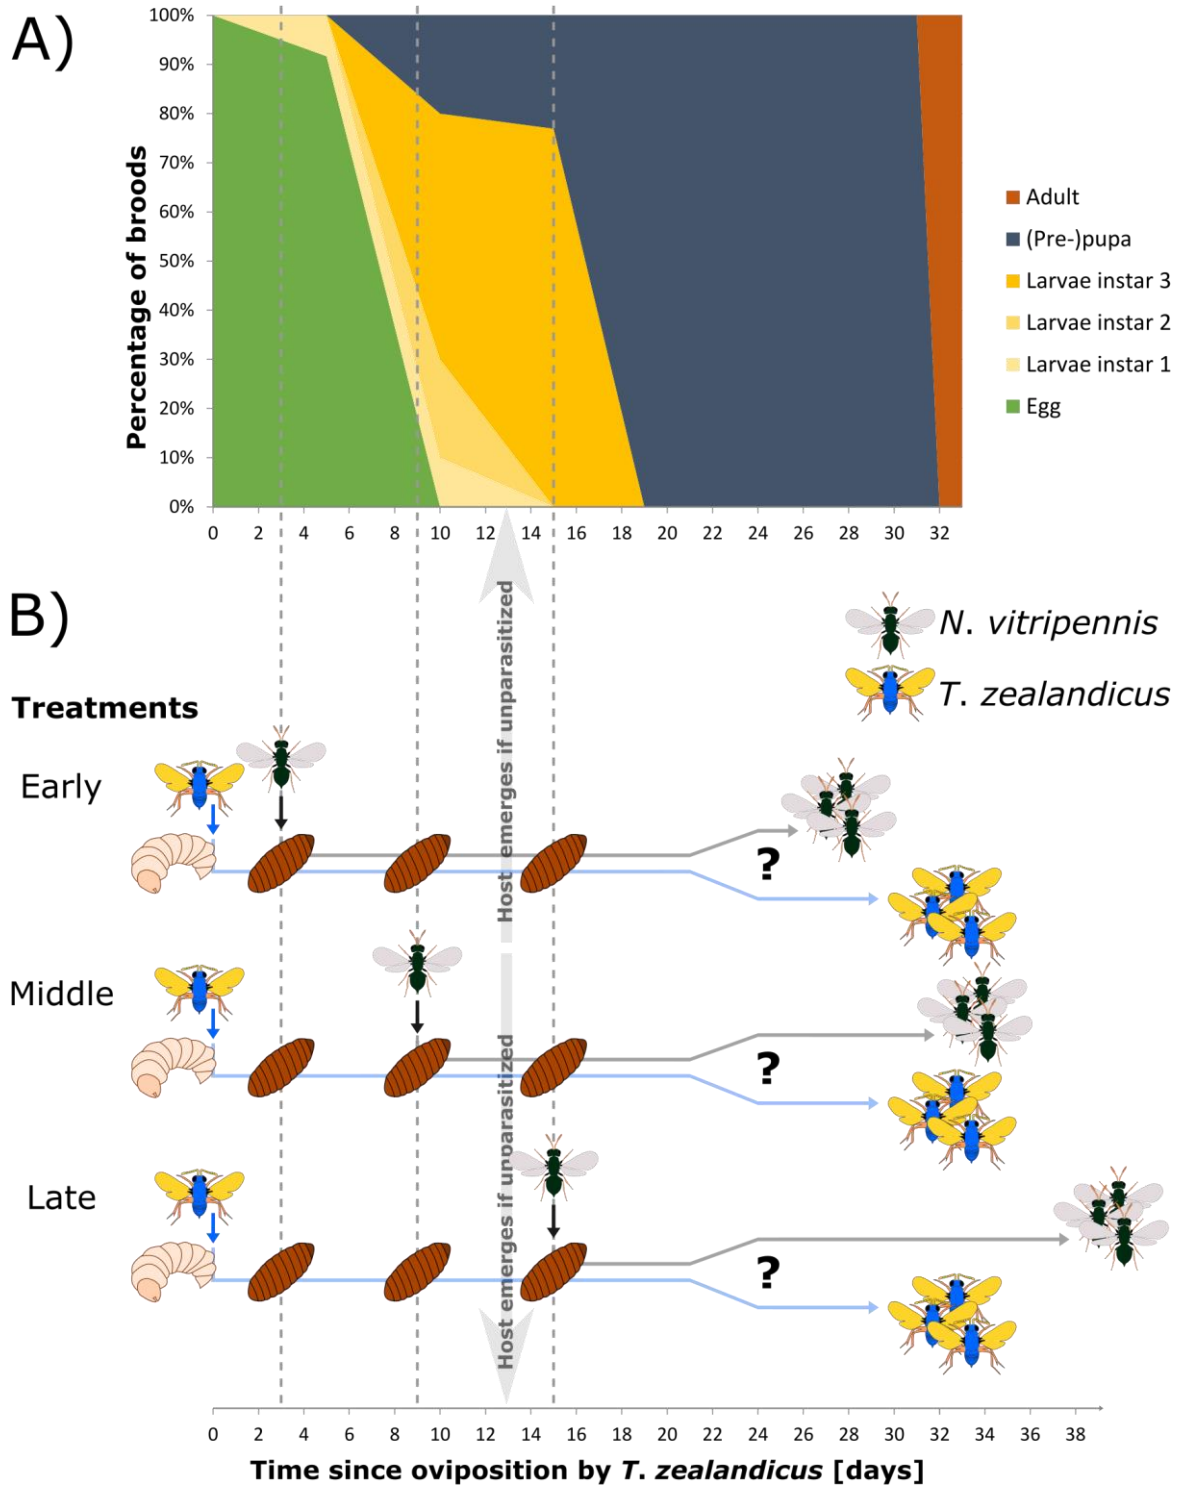 A)
100%
90%
80%
70%
60%
50%
40%
30%
20%
10%
0%
Percentage of broods
0 2 4 6 8 10 12 14 16 18 20 22 24 26 28 30 32
Adult
(Pre-)pupa
Larvae instar 3
Larvae instar 2
Larvae instar 1
Egg
B)
N. vitripennis
T. zealandicus
Treatments
Early
?
Host emerges if unparasitized
Middle
?
Host emerges if unparasitized
Late
?
0 2 4 6 8 10 12 14 16 18 20 22 24 26 28 30 32 34 36 38
Time since oviposition by T. zealandicus [days]